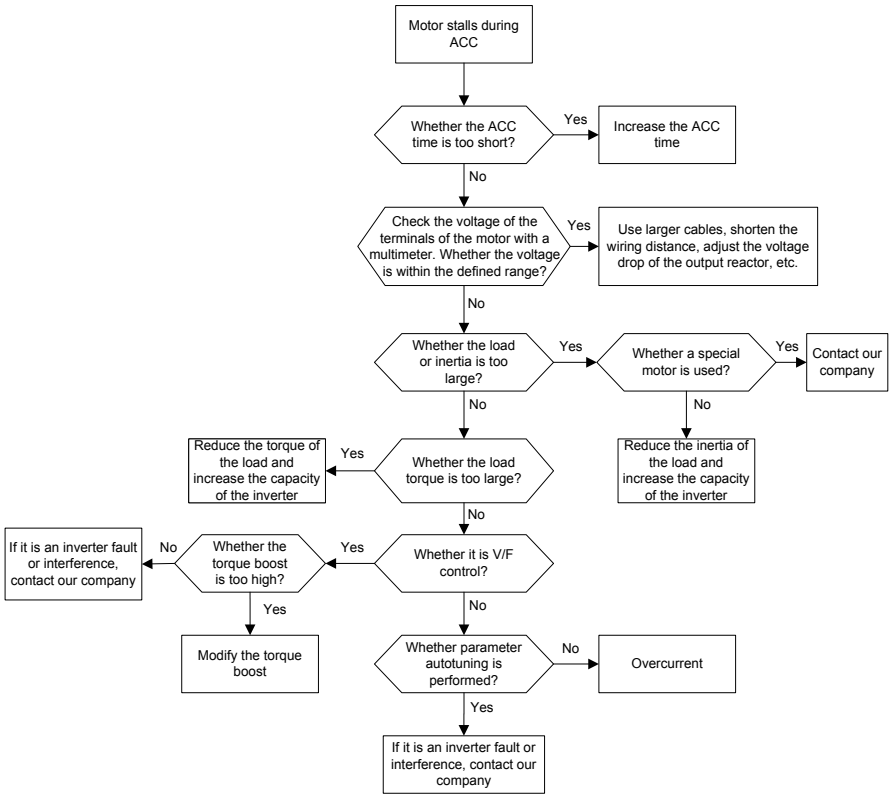 Motor stalls during
ACC
Whether the ACC
time is too short?
Yes
Increase the ACC
time
No
Check the voltage of the
terminals of the motor with a
multimeter. Whether the voltage
is within the defined range?
Yes
Use larger cables, shorten the
wiring distance, adjust the voltage
drop of the output reactor, etc.
No
Whether the load
or inertia is too
large?
Yes
Whether a special
motor is used?
Yes
Contact our
company
No
No
Reduce the torque of
the load and
increase the capacity
of the inverter
Yes
Whether the load
torque is too large?
Reduce the inertia of
the load and
increase the capacity
of the inverter
No
If it is an inverter fault
or interference,
contact our company
No
Whether the
torque boost
is too high?
Yes
Whether it is V/F
control?
Yes
No
Modify the torque
boost
Whether parameter
autotuning is
performed?
No
Overcurrent
Yes
If it is an inverter fault or
interference, contact our
company